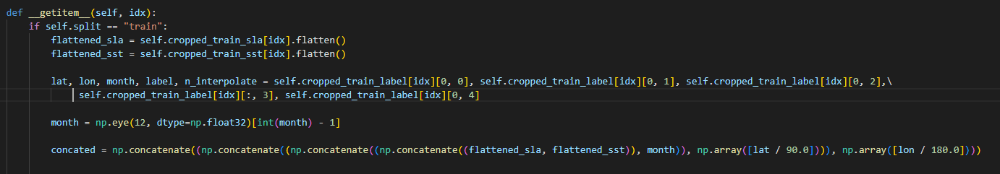 def __getitem__(self, idx):
    if self.split == "train":
        flattened_sla = self.cropped_train_sla[idx].flatten()
        flattened_sst = self.cropped_train_sst[idx].flatten()
        lat, lon, month, label, n_interpolate = self.cropped_train_label[idx][0, 0], self.cropped_train_label[idx][0, 1], self.cropped_train_label[idx][0, 2],\
            self.cropped_train_label[idx][:, 3], self.cropped_train_label[idx][0, 4]
        month = np.eye(12, dtype=np.float32)[int(month) - 1]
        concated = np.concatenate((np.concatenate((np.concatenate((np.concatenate((flattened_sla, flattened_sst)), month)), np.array([lat / 90.0]))), np.array([lon / 180.0])))